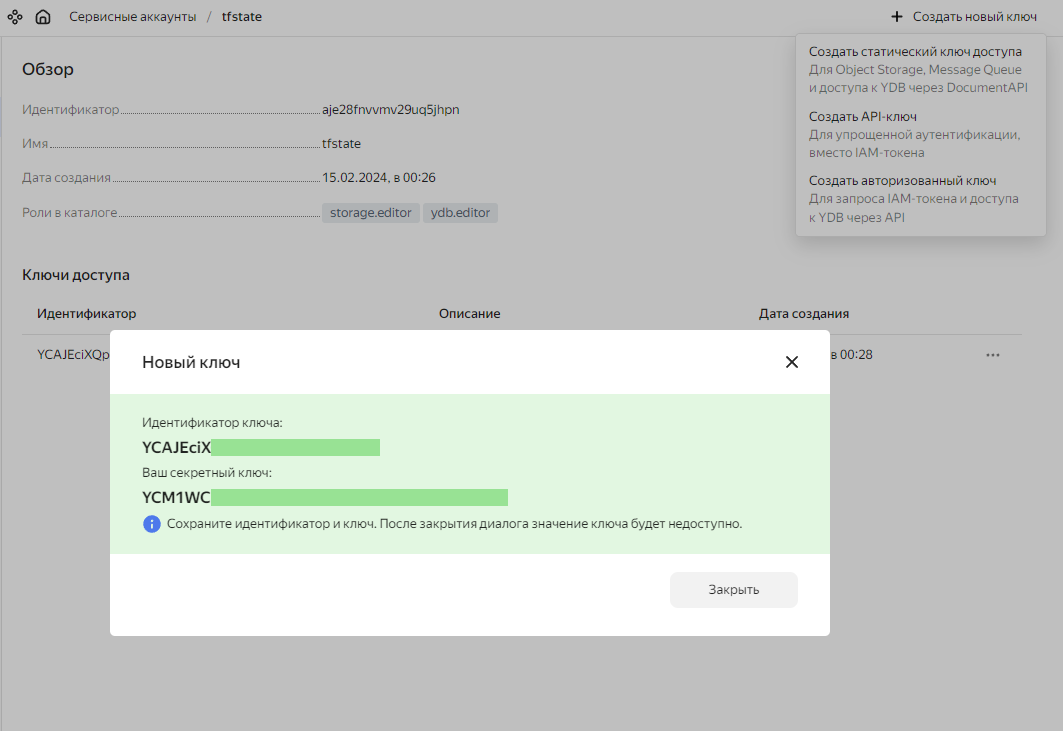 Сервисные аккаунты / tfstate
+ Создать новый ключ
Создать статический ключ доступа
Для Object Storage, Message Queue
и доступа к YDB через DocumentAPI
Создать API-ключ
Для упрощенной аутентификации,
вместо IAM-токена
Создать авторизованный ключ
Для запроса IAM-токена и доступа
к YDB через API
Обзор
Идентификатор aje28fnvvmv29uq5jhpn
Имя tfstate
Дата создания 15.02.2024, в 00:26
Роли в каталоге storage.editor ydb.editor
Ключи доступа
Идентификатор Описание Дата создания
YCAJEciXQp в 00:28
Новый ключ
Идентификатор ключа:
YCAJEciX
Ваш секретный ключ:
YCM1WC
Сохраните идентификатор и ключ. После закрытия диалога значение ключа будет недоступно.
Закрыть